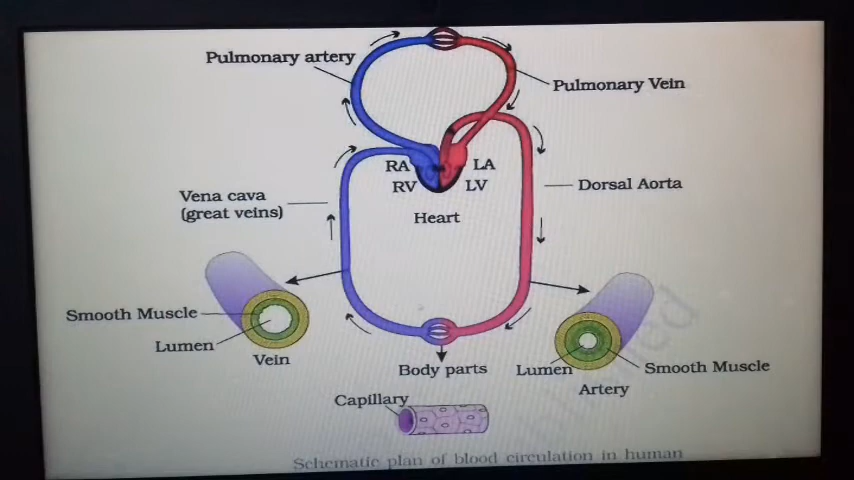 Pulmonary artery
Pulmonary Vein
RA
LA
RV
LV
Vena cava
(great veins)
Dorsal Aorta
Heart
Smooth Muscle
Lumen
Vein
Body parts
Lumen
Smooth Muscle
Artery
Capillary
Schematic plan of blood circulation in human